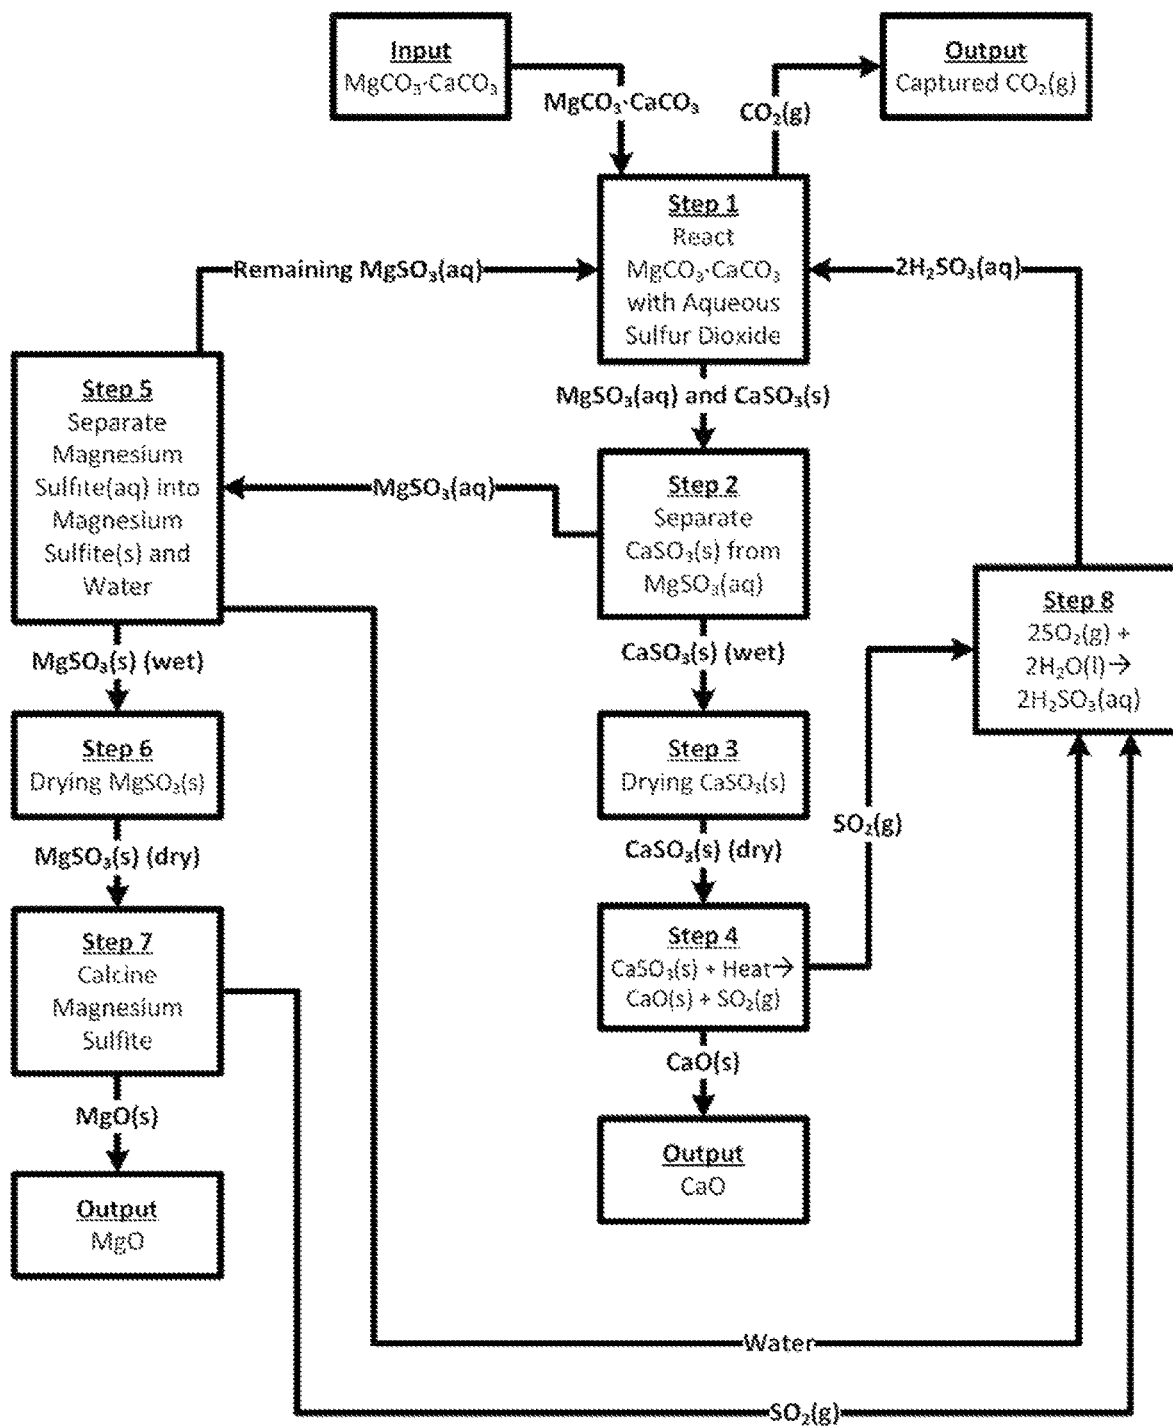 Input
MgCO₃·CaCO₃
Output
Captured CO₂(g)
MgCO₃·CaCO₃
CO₂(g)
Step 1
React
MgCO₃·CaCO₃
with Aqueous
Sulfur Dioxide
Remaining MgSO₃(aq)
2H₂SO₃(aq)
MgSO₃(aq) and CaSO₃(s)
Step 5
Separate
Magnesium
Sulfite(aq) into
Magnesium
Sulfite(s) and
Water
MgSO₃(aq)
Step 2
Separate
CaSO₃(s) from
MgSO₃(aq)
Step 8
2SO₂(g) +
2H₂O(l)→
2H₂SO₃(aq)
MgSO₃(s) (wet)
CaSO₃(s) (wet)
Step 6
Drying MgSO₃(s)
Step 3
Drying CaSO₃(s)
SO₂(g)
MgSO₃(s) (dry)
CaSO₃(s) (dry)
Step 7
Calcine
Magnesium
Sulfite
Step 4
CaSO₃(s) + Heat→
CaO(s) + SO₂(g)
CaO(s)
MgO(s)
Output
CaO
Output
MgO
Water
SO₂(g)